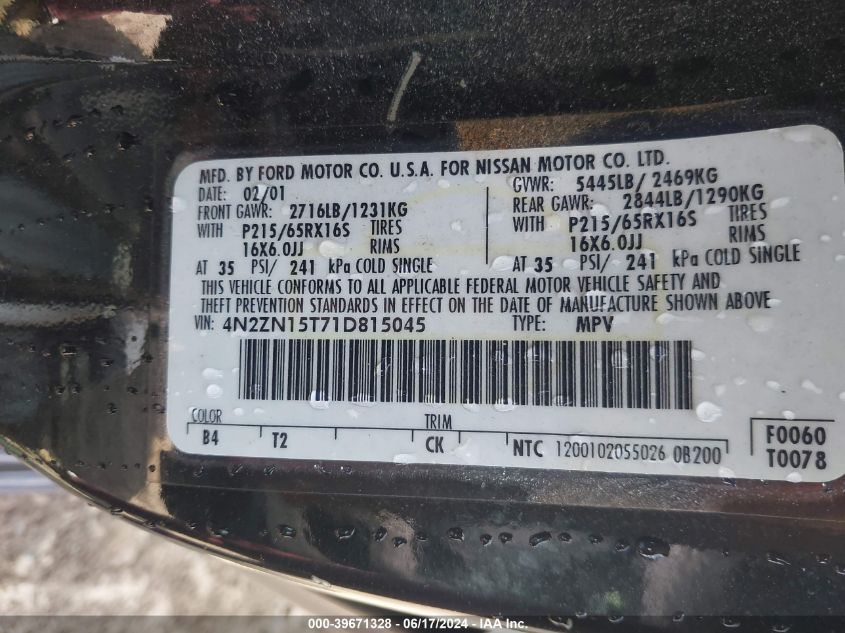 MFD. BY FORD MOTOR CO. U.S.A. FOR NISSAN MOTOR CO. LTD.
DATE: 02/01 GVWR: 5445LB/ 2469KG
FRONT GAWR: 2716LB/1231KG REAR GAWR: 2844LB/1290KG
WITH P215/65RX16S TIRES WITH P215/65RX16S TIRES
16X6.0JJ RIMS 16X6.0JJ RIMS
AT 35 PSI/ 241 kPa COLD SINGLE AT 35 PSI/ 241 kPa COLD SINGLE
THIS VEHICLE CONFORMS TO ALL APPLICABLE FEDERAL MOTOR VEHICLE SAFETY AND
THEFT PREVENTION STANDARDS IN EFFECT ON THE DATE OF MANUFACTURE SHOWN ABOVE.
VIN: 4N2ZN15T71D815045 TYPE: MPV
COLOR TRIM
B4 T2 CK NTC 1200102055026 0B200 F0060
T0078
000-39671328 - 06/17/2024 - IAA Inc.